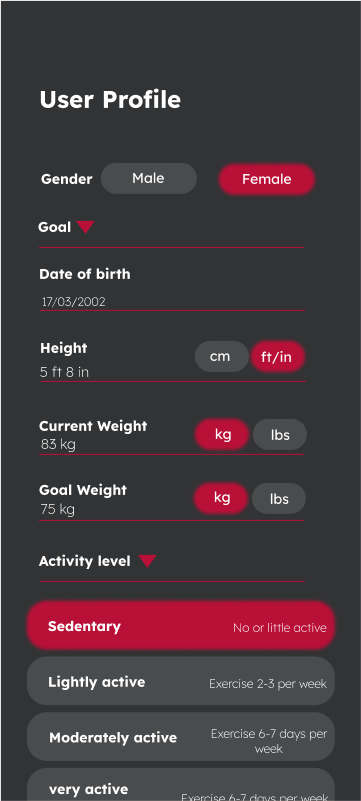 User Profile
Gender Male Female
Goal
Date of birth
17/03/2002
Height
cm ft/in
5 ft 8 in
Current Weight
kg lbs
83 kg
Goal Weight
kg lbs
75 kg
Activity level
Sedentary No or little active
Lightly active Exercise 2-3 per week
Moderately active Exercise 6-7 days per
week
very active Exercise 6-7 days per week